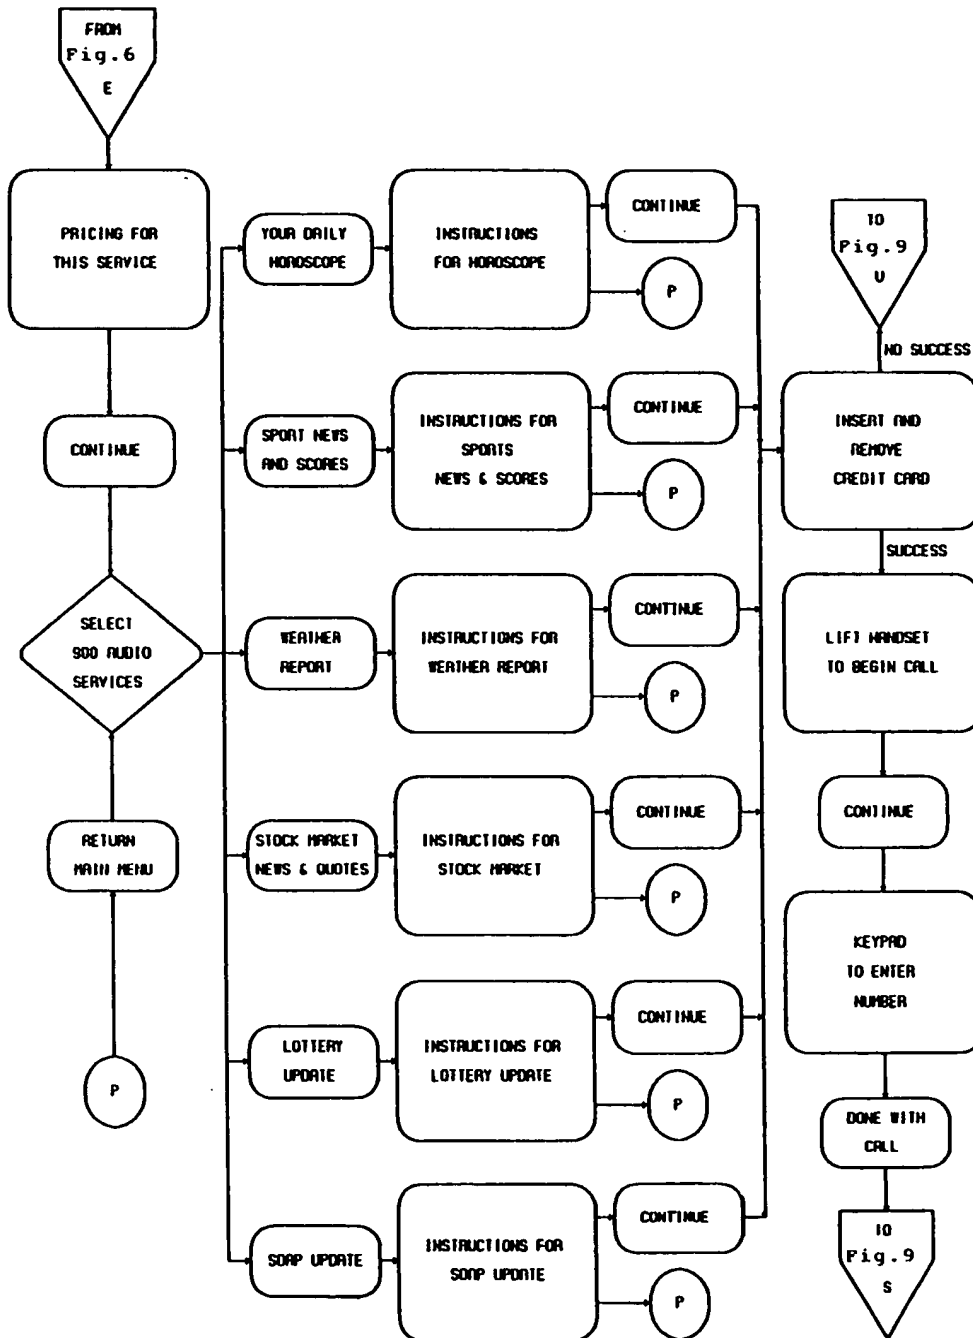 FROM
Fig.6
E
PRICING FOR
THIS SERVICE
CONTINUE
SELECT
900 AUDIO
SERVICES
RETURN
MAIN MENU
P
YOUR DAILY
HOROSCOPE
INSTRUCTIONS
FOR HOROSCOPE
CONTINUE
P
SPORT NEWS
AND SCORES
INSTRUCTIONS FOR
SPORTS
NEWS & SCORES
CONTINUE
P
WEATHER
REPORT
INSTRUCTIONS FOR
WEATHER REPORT
CONTINUE
P
STOCK MARKET
NEWS & QUOTES
INSTRUCTIONS FOR
STOCK MARKET
CONTINUE
P
LOTTERY
UPDATE
INSTRUCTIONS FOR
LOTTERY UPDATE
CONTINUE
P
SOAP UPDATE
INSTRUCTIONS FOR
SOAP UPDATE
CONTINUE
P
TO
Fig.9
U
NO SUCCESS
INSERT AND
REMOVE
CREDIT CARD
SUCCESS
LIFT HANDSET
TO BEGIN CALL
CONTINUE
KEYPAD
TO ENTER
NUMBER
DONE WITH
CALL
TO
Fig.9
S